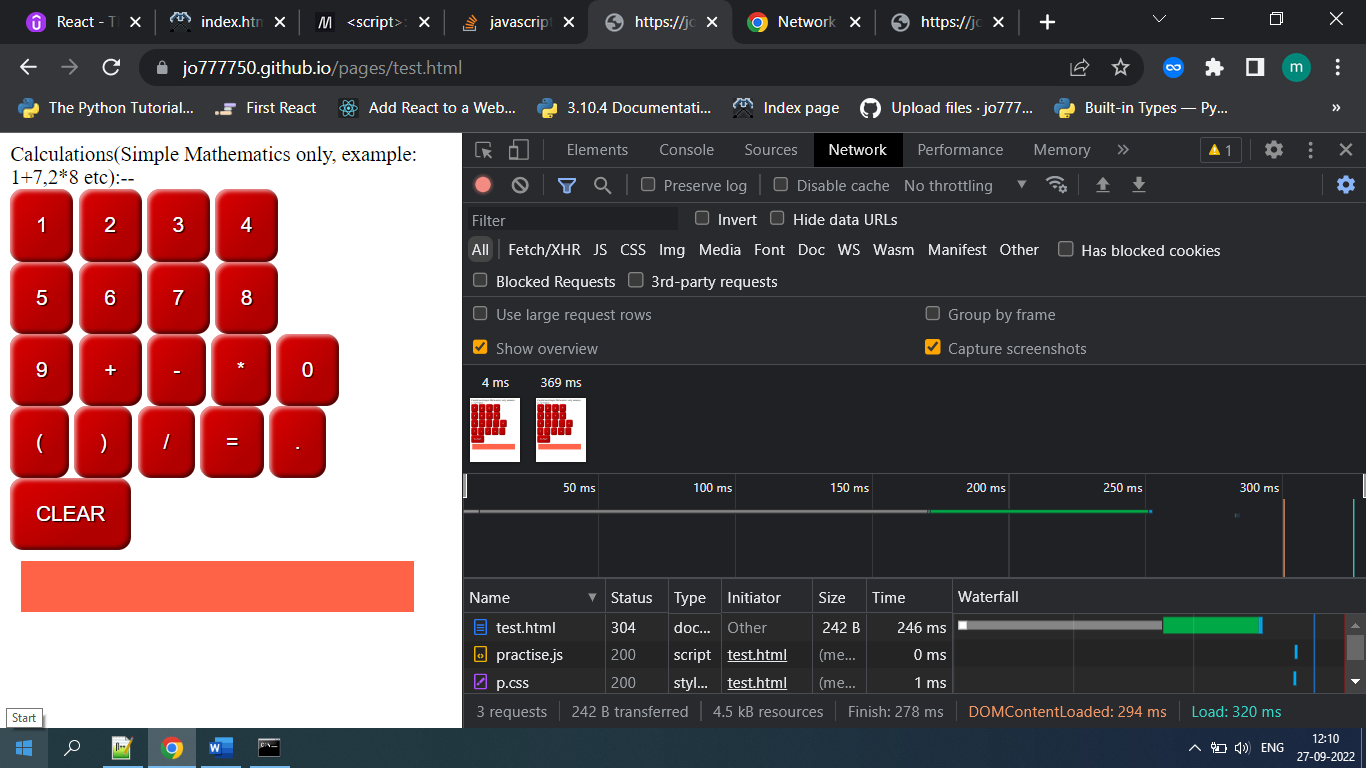 React - T
index.htm
<script>:
javascrip
https://jo
Network
https://jo
jo777750.github.io/pages/test.html
m
The Python Tutorial...
First React
Add React to a Web...
3.10.4 Documentati...
Index page
Upload files · jo777...
Built-in Types — Py...
»
Calculations(Simple Mathematics only, example:
1+7,2*8 etc):--
1 2 3 4
5 6 7 8
9 + - * 0
( ) / = .
CLEAR
Elements Console Sources Network Performance Memory » 1
Preserve log Disable cache No throttling
Filter Invert Hide data URLs
All Fetch/XHR JS CSS Img Media Font Doc WS Wasm Manifest Other Has blocked cookies
Blocked Requests 3rd-party requests
Use large request rows Group by frame
Show overview Capture screenshots
4 ms 369 ms
50 ms 100 ms 150 ms 200 ms 250 ms 300 ms
Name Status Type Initiator Size Time Waterfall
test.html 304 doc... Other 242 B 246 ms
practise.js 200 script test.html (me... 0 ms
p.css 200 styl... test.html (me... 1 ms
3 requests 242 B transferred 4.5 kB resources Finish: 278 ms DOMContentLoaded: 294 ms Load: 320 ms
Start
ENG
12:10
27-09-2022